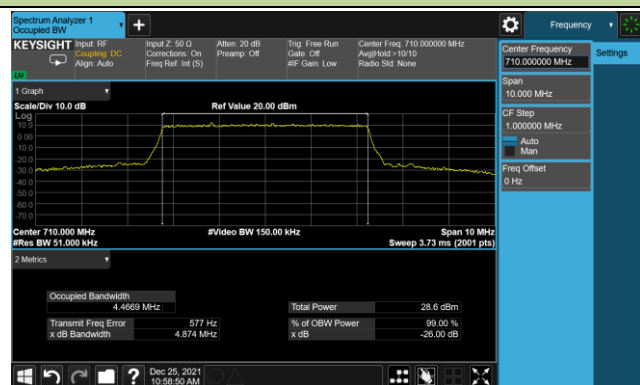 Spectrum Analyzer 1
Occupied BW
Frequency
KEYSIGHT
Input: RF
Coupling: DC
Align: Auto
Input Z: 50 Ω
Corrections: On
Freq Ref: Int (S)
Atten: 20 dB
Preamp: Off
Trig: Free Run
Gate: Off
#IF Gain: Low
Center Freq: 710.000000 MHz
Avg|Hold:>10/10
Radio Std: None
1 Graph
Scale/Div 10.0 dB
Ref Value 20.00 dBm
Log
10.0
0.00
-10.0
-20.0
-30.0
-40.0
-50.0
-60.0
-70.0
Center 710.000 MHz
#Video BW 150.00 kHz
Span 10 MHz
#Res BW 51.000 kHz
Sweep 3.73 ms (2001 pts)
2 Metrics
Occupied Bandwidth
4.4669 MHz
Total Power 28.6 dBm
Transmit Freq Error 577 Hz
% of OBW Power 99.00 %
x dB Bandwidth 4.874 MHz
x dB -26.00 dB
Dec 25, 2021
10:58:50 AM
Center Frequency
710.000000 MHz
Settings
Span
10.000 MHz
CF Step
1.000000 MHz
Auto
Man
Freq Offset
0 Hz